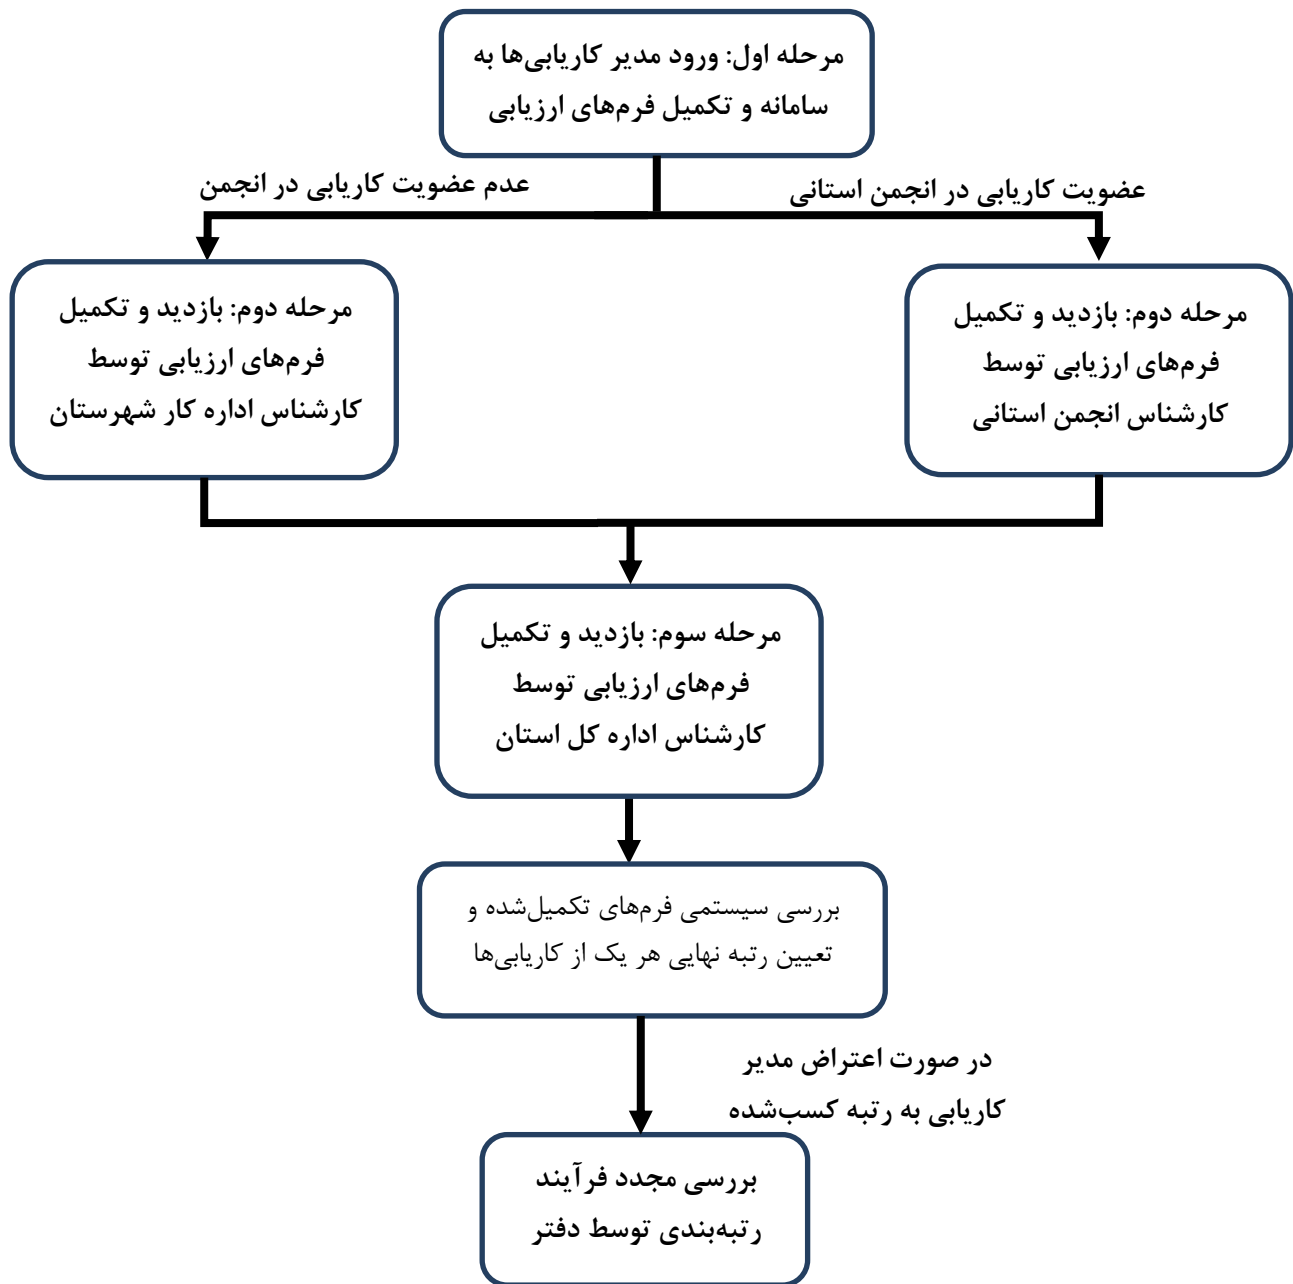 مرحله اول: ورود مدیر کاریابی‌ها به
سامانه و تکمیل فرم‌های ارزیابی
عضویت کاریابی در انجمن استانی
عدم عضویت کاریابی در انجمن
مرحله دوم: بازدید و تکمیل
فرم‌های ارزیابی توسط
کارشناس انجمن استانی
مرحله دوم: بازدید و تکمیل
فرم‌های ارزیابی توسط
کارشناس اداره کار شهرستان
مرحله سوم: بازدید و تکمیل
فرم‌های ارزیابی توسط
کارشناس اداره کل استان
بررسی سیستمی فرم‌های تکمیل‌شده و
تعیین رتبه نهایی هر یک از کاریابی‌ها
در صورت اعتراض مدیر
کاریابی به رتبه کسب‌شده
بررسی مجدد فرآیند
رتبه‌بندی توسط دفتر